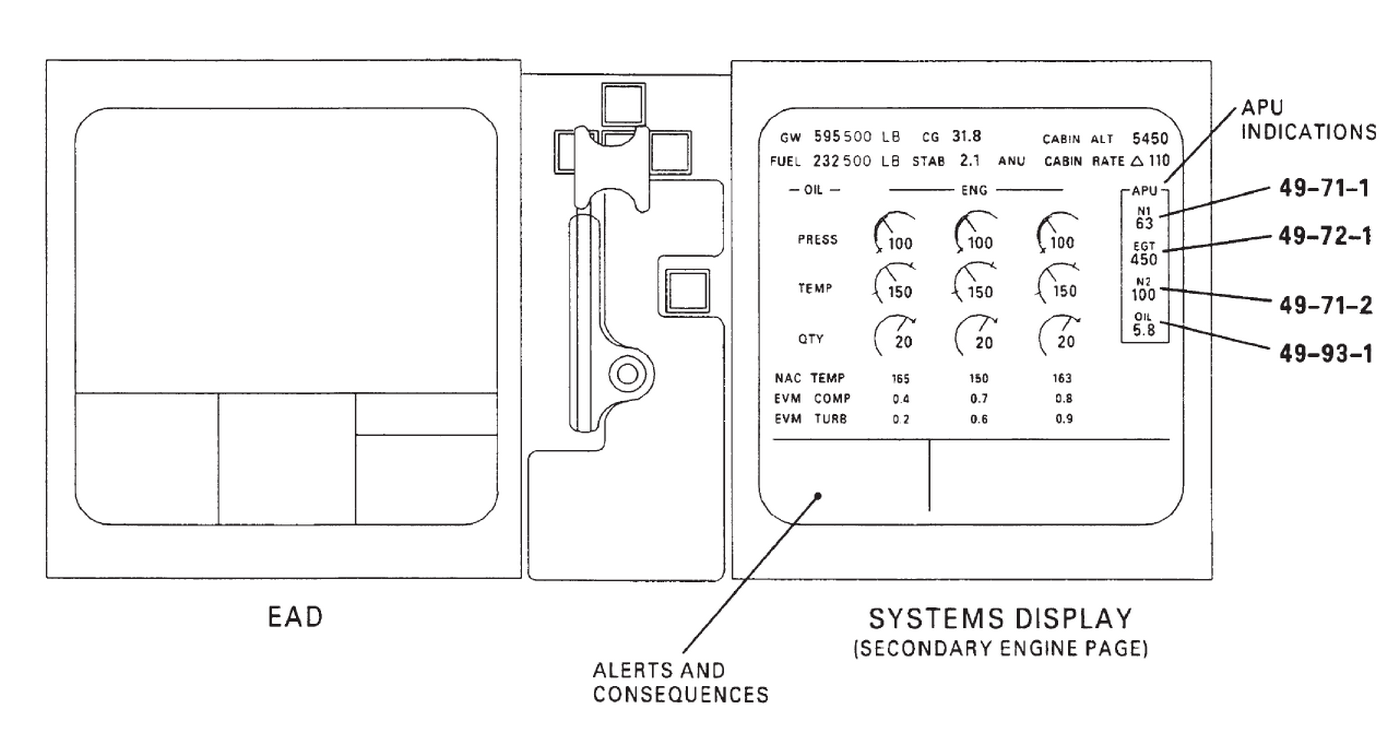 GW 595500 LB CG 31.8 CABIN ALT 5450
FUEL 232500 LB STAB 2.1 ANU CABIN RATE △ 110
— OIL — ENG APU
PRESS 100 100 100
TEMP 150 150 150
QTY 20 20 20
NAC TEMP 165 150 163
EVM COMP 0.4 0.7 0.8
EVM TURB 0.2 0.6 0.9
N1
63
EGT
450
N2
100
OIL
5.8
APU
INDICATIONS
49-71-1
49-72-1
49-71-2
49-93-1
EAD
SYSTEMS DISPLAY
(SECONDARY ENGINE PAGE)
ALERTS AND
CONSEQUENCES